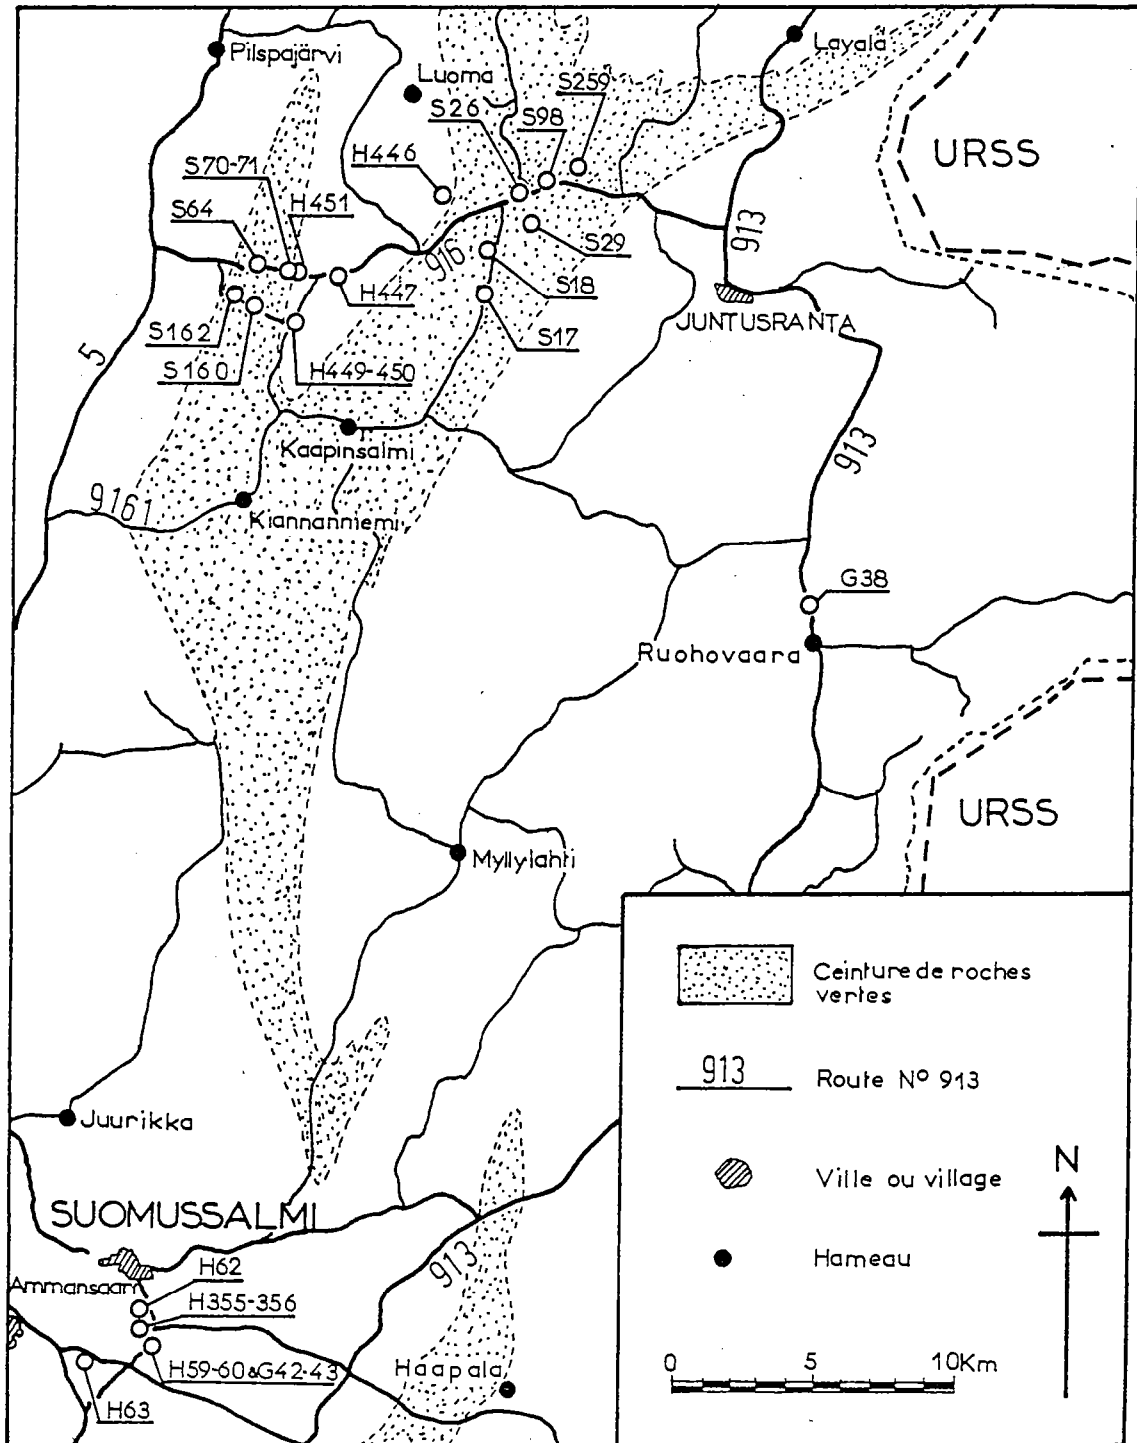 Pilspajärvi
Layala
Luoma
S259
S26
S98
URSS
H446
S70-71
H451
S64
913
916
S29
S18
H447
JUNTUSRANTA
S162
S17
5
S160
H449-450
Kaapinsalmi
913
9161
Kiannanniemi
G38
Ruohovaara
URSS
Myllylahti
Ceinture de roches
vertes
913
Route Nº 913
Juurikka
N
Ville ou village
SUOMUSSALMI
913
Hameau
H62
Ammansaari
H355-356
0
5
10Km
H59-60&G42-43
Haapala
H63